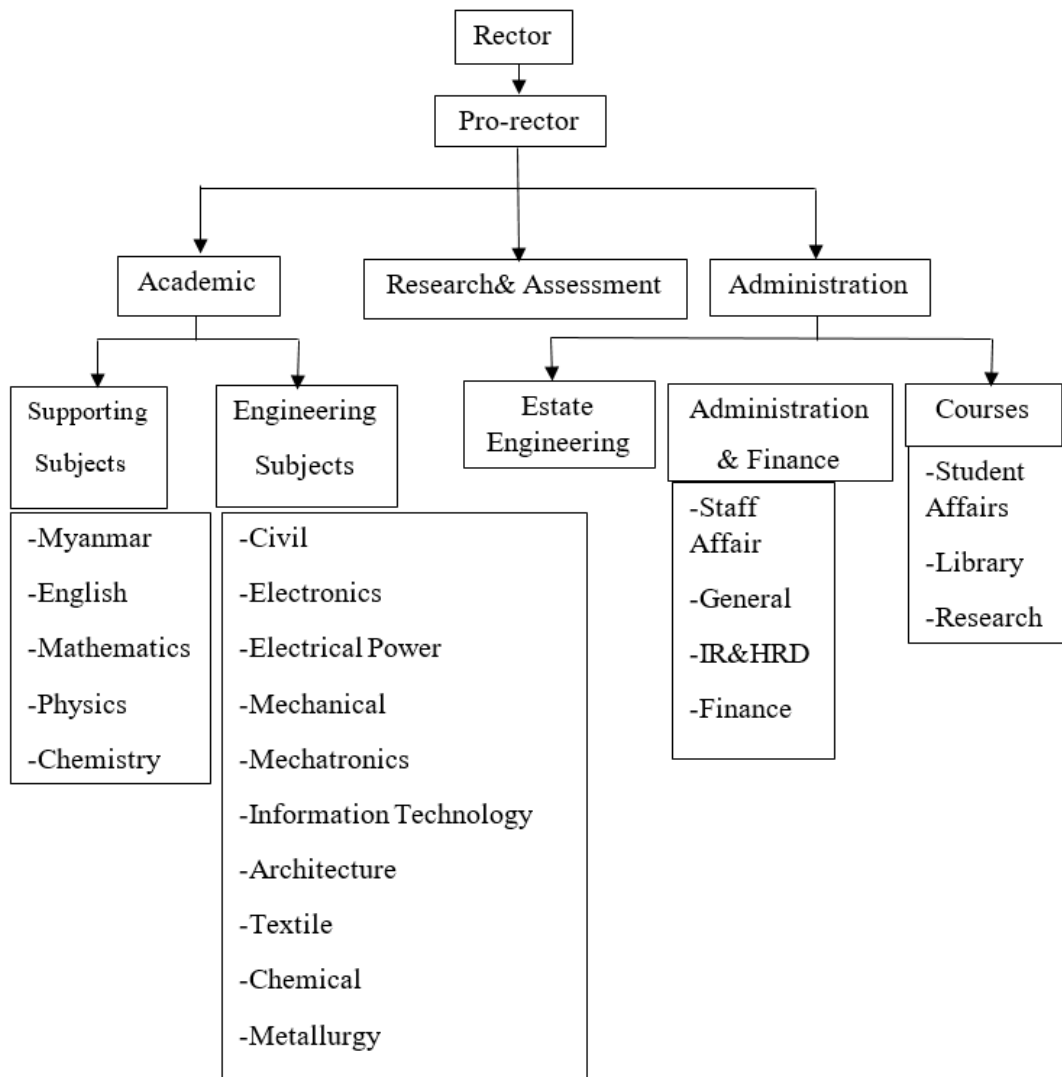 Rector
Pro-rector
Academic
Research& Assessment
Administration
Supporting
Subjects
Engineering
Subjects
Estate
Engineering
Administration
& Finance
Courses
-Myanmar
-English
-Mathematics
-Physics
-Chemistry
-Civil
-Electronics
-Electrical Power
-Mechanical
-Mechatronics
-Information Technology
-Architecture
-Textile
-Chemical
-Metallurgy
-Staff
Affair
-General
-IR&HRD
-Finance
-Student
Affairs
-Library
-Research